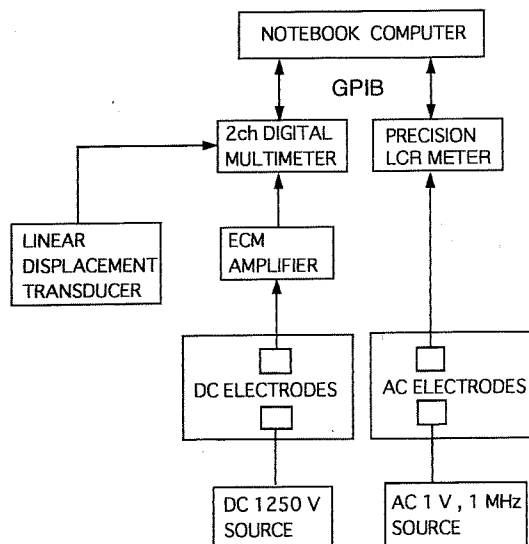 NOTEBOOK COMPUTER
GPIB
2ch DIGITAL
MULTIMETER
PRECISION
LCR METER
LINEAR
DISPLACEMENT
TRANSDUCER
ECM
AMPLIFIER
DC ELECTRODES
AC ELECTRODES
DC 1250 V
SOURCE
AC 1 V , 1 MHz
SOURCE